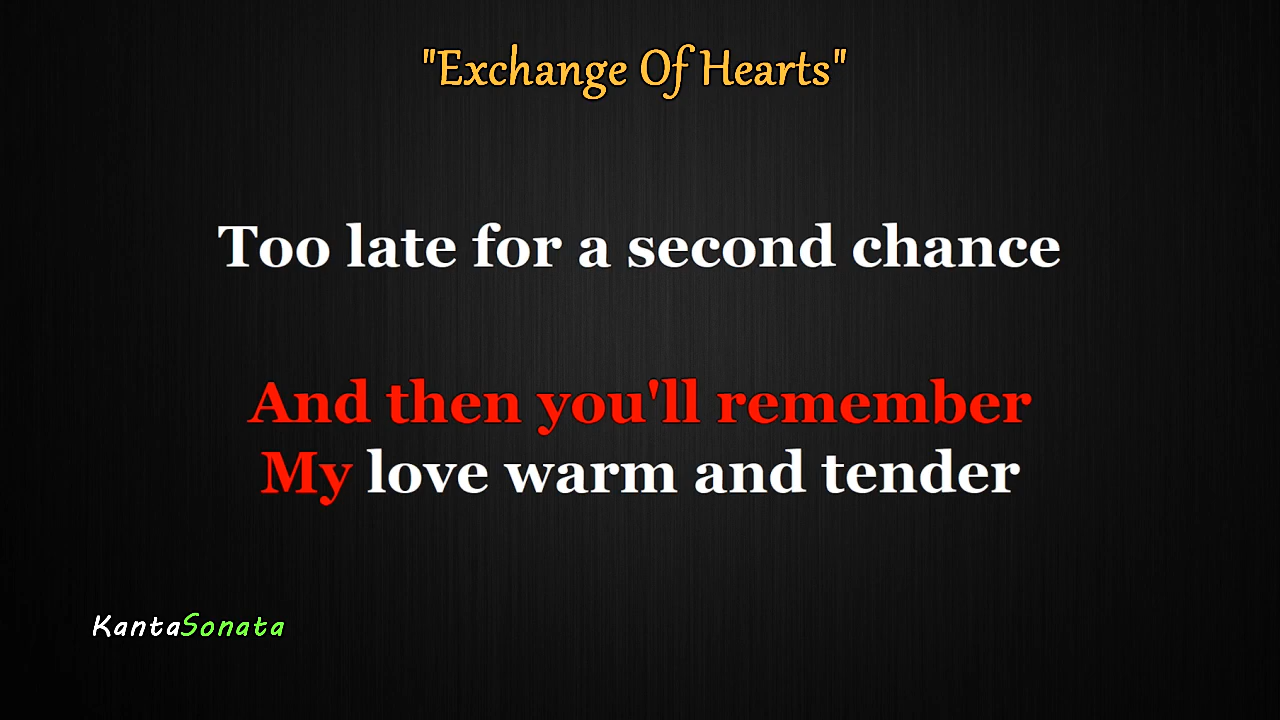 "Exchange Of Hearts"
Too late for a second chance
And then you'll remember
My love warm and tender
KantaSonata